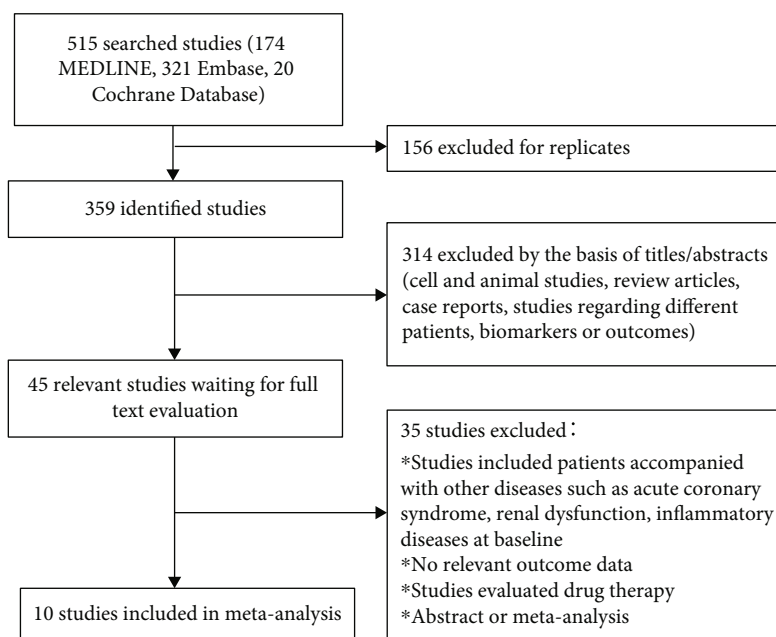 515 searched studies (174
MEDLINE, 321 Embase, 20
Cochrane Database)
156 excluded for replicates
359 identified studies
314 excluded by the basis of titles/abstracts
(cell and animal studies, review articles,
case reports, studies regarding different
patients, biomarkers or outcomes)
45 relevant studies waiting for full
text evaluation
35 studies excluded:
*Studies included patients accompanied
with other diseases such as acute coronary
syndrome, renal dysfunction, inflammatory
diseases at baseline
*No relevant outcome data
*Studies evaluated drug therapy
*Abstract or meta-analysis
10 studies included in meta-analysis